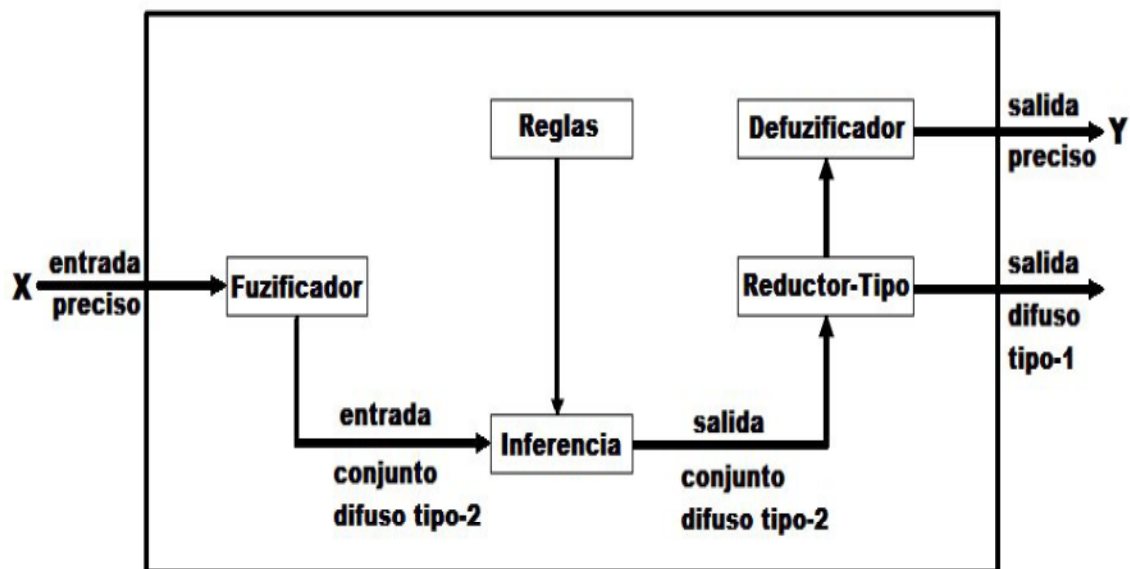 Reglas
Defuzificador
salida
preciso
Y
X
entrada
preciso
Fuzificador
Reductor-Tipo
salida
difuso
tipo-1
entrada
conjunto
difuso tipo-2
Inferencia
salida
conjunto
difuso tipo-2